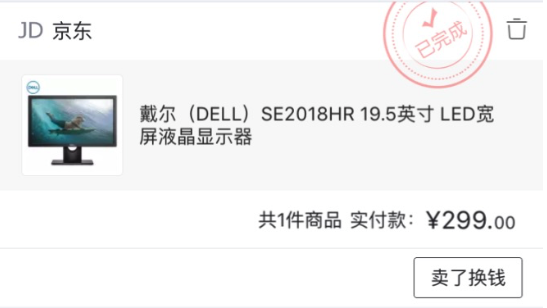 JD 京东
已完成
DELL
戴尔（DELL）SE2018HR 19.5英寸 LED宽
屏液晶显示器
共1件商品 实付款：¥299.00
卖了换钱